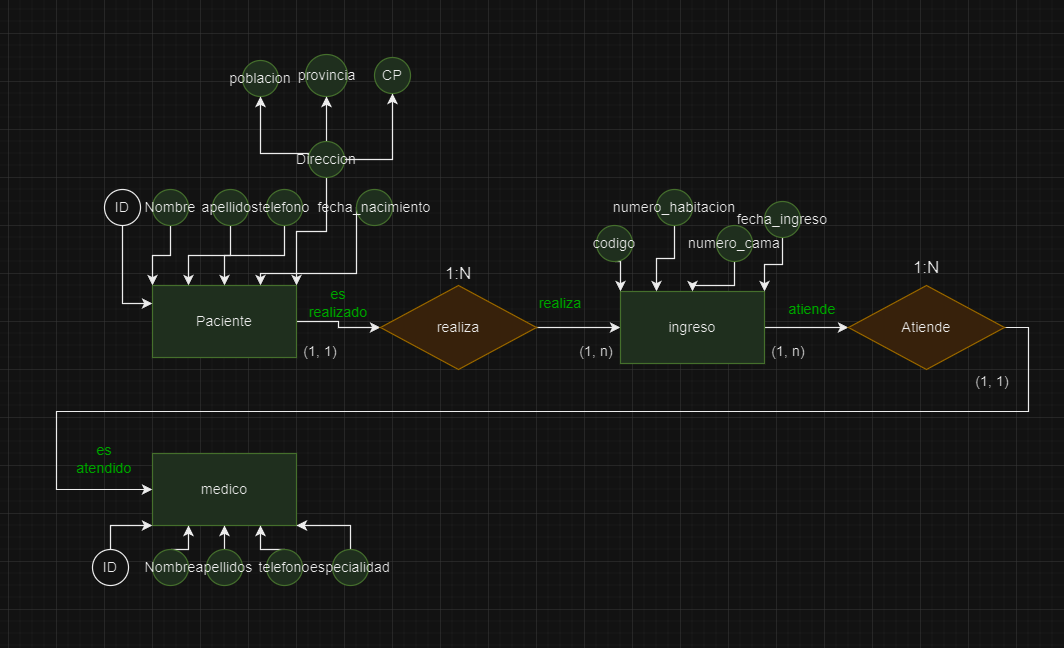 poblacion
provincia
CP
Direccion
ID
Nombre
apellidos
telefono
fecha_nacimiento
numero_habitacion
fecha_ingreso
codigo
numero_cama
1:N
1:N
es
realizado
realiza
atiende
Paciente
realiza
ingreso
Atiende
(1, 1)
(1, n)
(1, n)
(1, 1)
es
atendido
medico
ID
Nombre
apellidos
telefono
especialidad